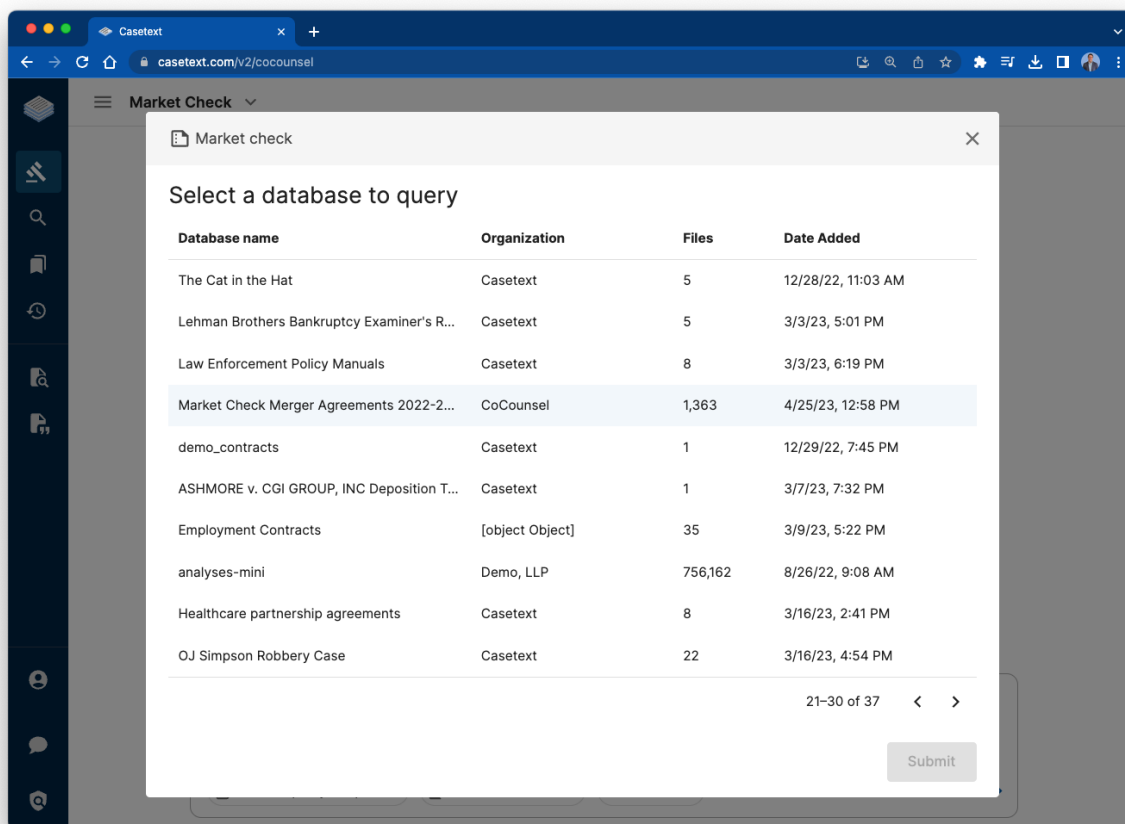 Casetext
casetext.com/v2/cocounsel
Market Check
Market check
Select a database to query
Database name Organization Files Date Added
The Cat in the Hat Casetext 5 12/28/22, 11:03 AM
Lehman Brothers Bankruptcy Examiner's R... Casetext 5 3/3/23, 5:01 PM
Law Enforcement Policy Manuals Casetext 8 3/3/23, 6:19 PM
Market Check Merger Agreements 2022-2... CoCounsel 1,363 4/25/23, 12:58 PM
demo_contracts Casetext 1 12/29/22, 7:45 PM
ASHMORE v. CGI GROUP, INC Deposition T... Casetext 1 3/7/23, 7:32 PM
Employment Contracts [object Object] 35 3/9/23, 5:22 PM
analyses-mini Demo, LLP 756,162 8/26/22, 9:08 AM
Healthcare partnership agreements Casetext 8 3/16/23, 2:41 PM
OJ Simpson Robbery Case Casetext 22 3/16/23, 4:54 PM
21–30 of 37
Submit